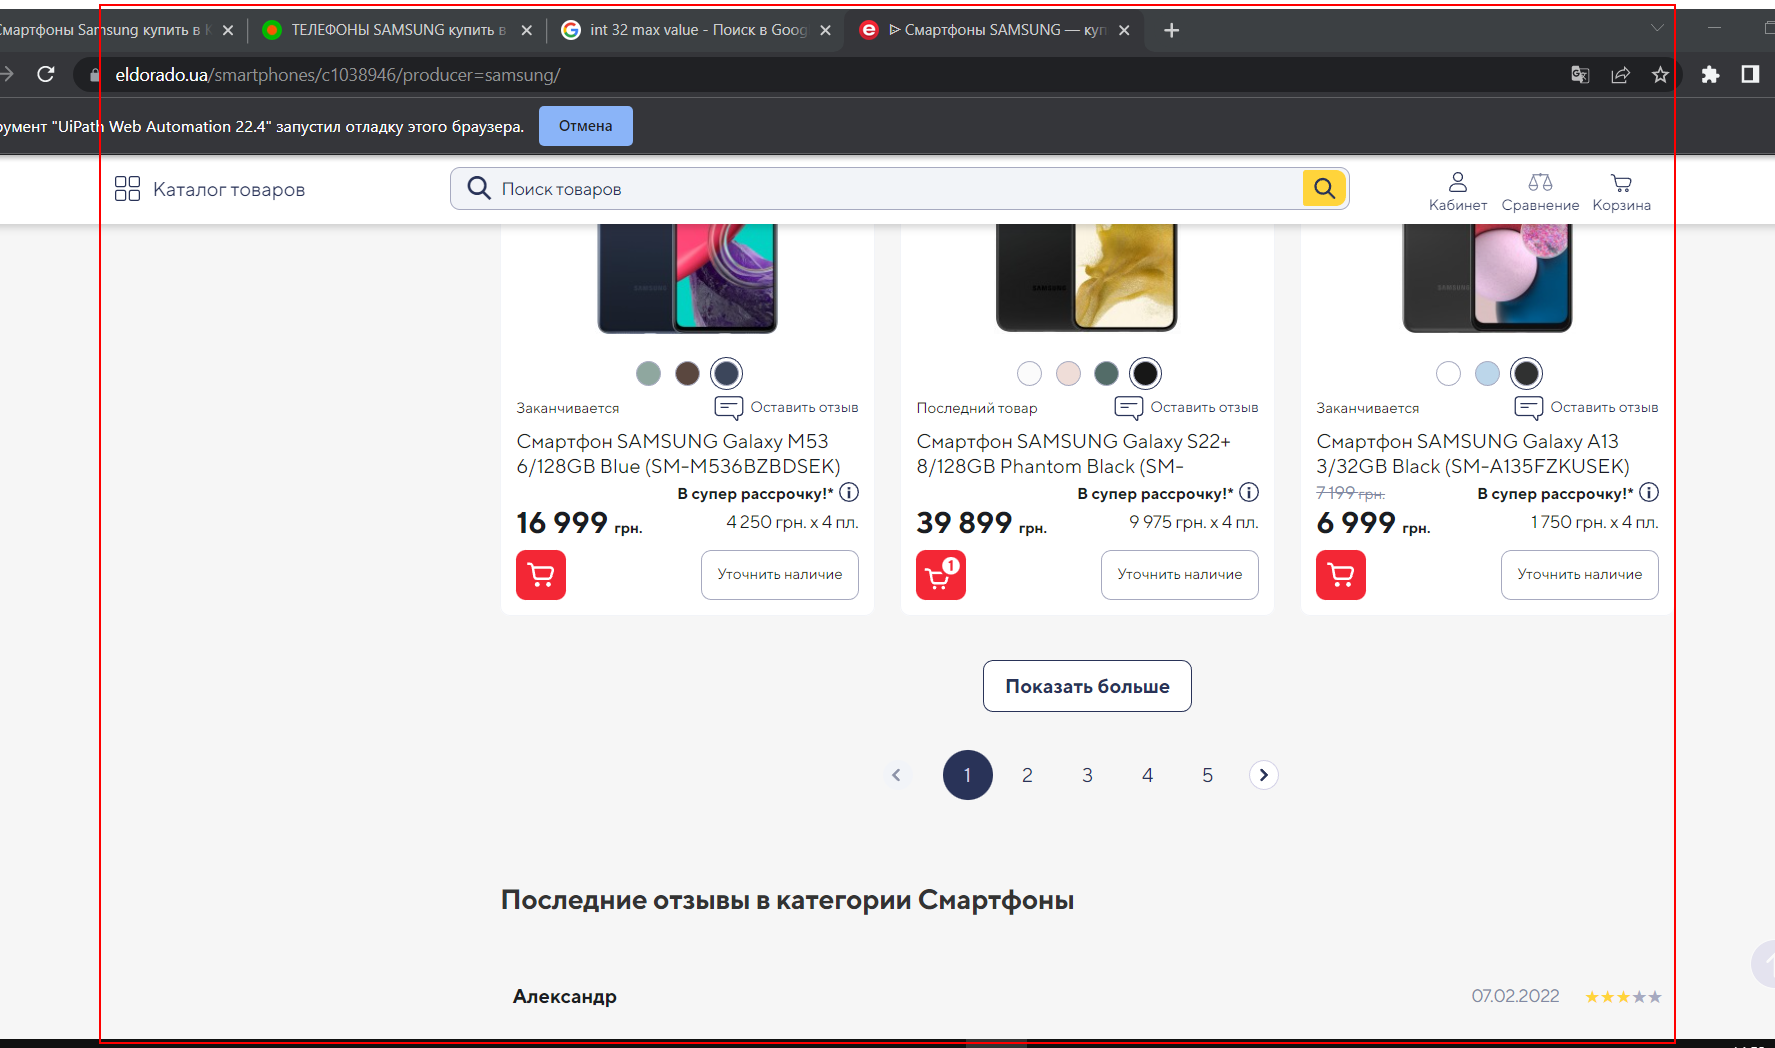 Смартфоны Samsung купить в К
ТЕЛЕФОНЫ SAMSUNG купить в
int 32 max value - Поиск в Goog
ᐈ Смартфоны SAMSUNG — куп
eldorado.ua/smartphones/c1038946/producer=samsung/
"UiPath Web Automation 22.4" запустил отладку этого браузера.
Отмена
Каталог товаров
Поиск товаров
Кабинет
Сравнение
Корзина
SAMSUNG
SAMSUNG
SAMSUNG
Заканчивается
Оставить отзыв
Смартфон SAMSUNG Galaxy M53
6/128GB Blue (SM-M536BZBDSEK)
В супер рассрочку!*
16 999 грн.
4 250 грн. x 4 пл.
Уточнить наличие
Последний товар
Оставить отзыв
Смартфон SAMSUNG Galaxy S22+
8/128GB Phantom Black (SM-
В супер рассрочку!*
39 899 грн.
9 975 грн. x 4 пл.
1
Уточнить наличие
Заканчивается
Оставить отзыв
Смартфон SAMSUNG Galaxy A13
3/32GB Black (SM-A135FZKUSEK)
7 199 грн.
В супер рассрочку!*
6 999 грн.
1 750 грн. x 4 пл.
Уточнить наличие
Показать больше
1 2 3 4 5
Последние отзывы в категории Смартфоны
Александр
07.02.2022